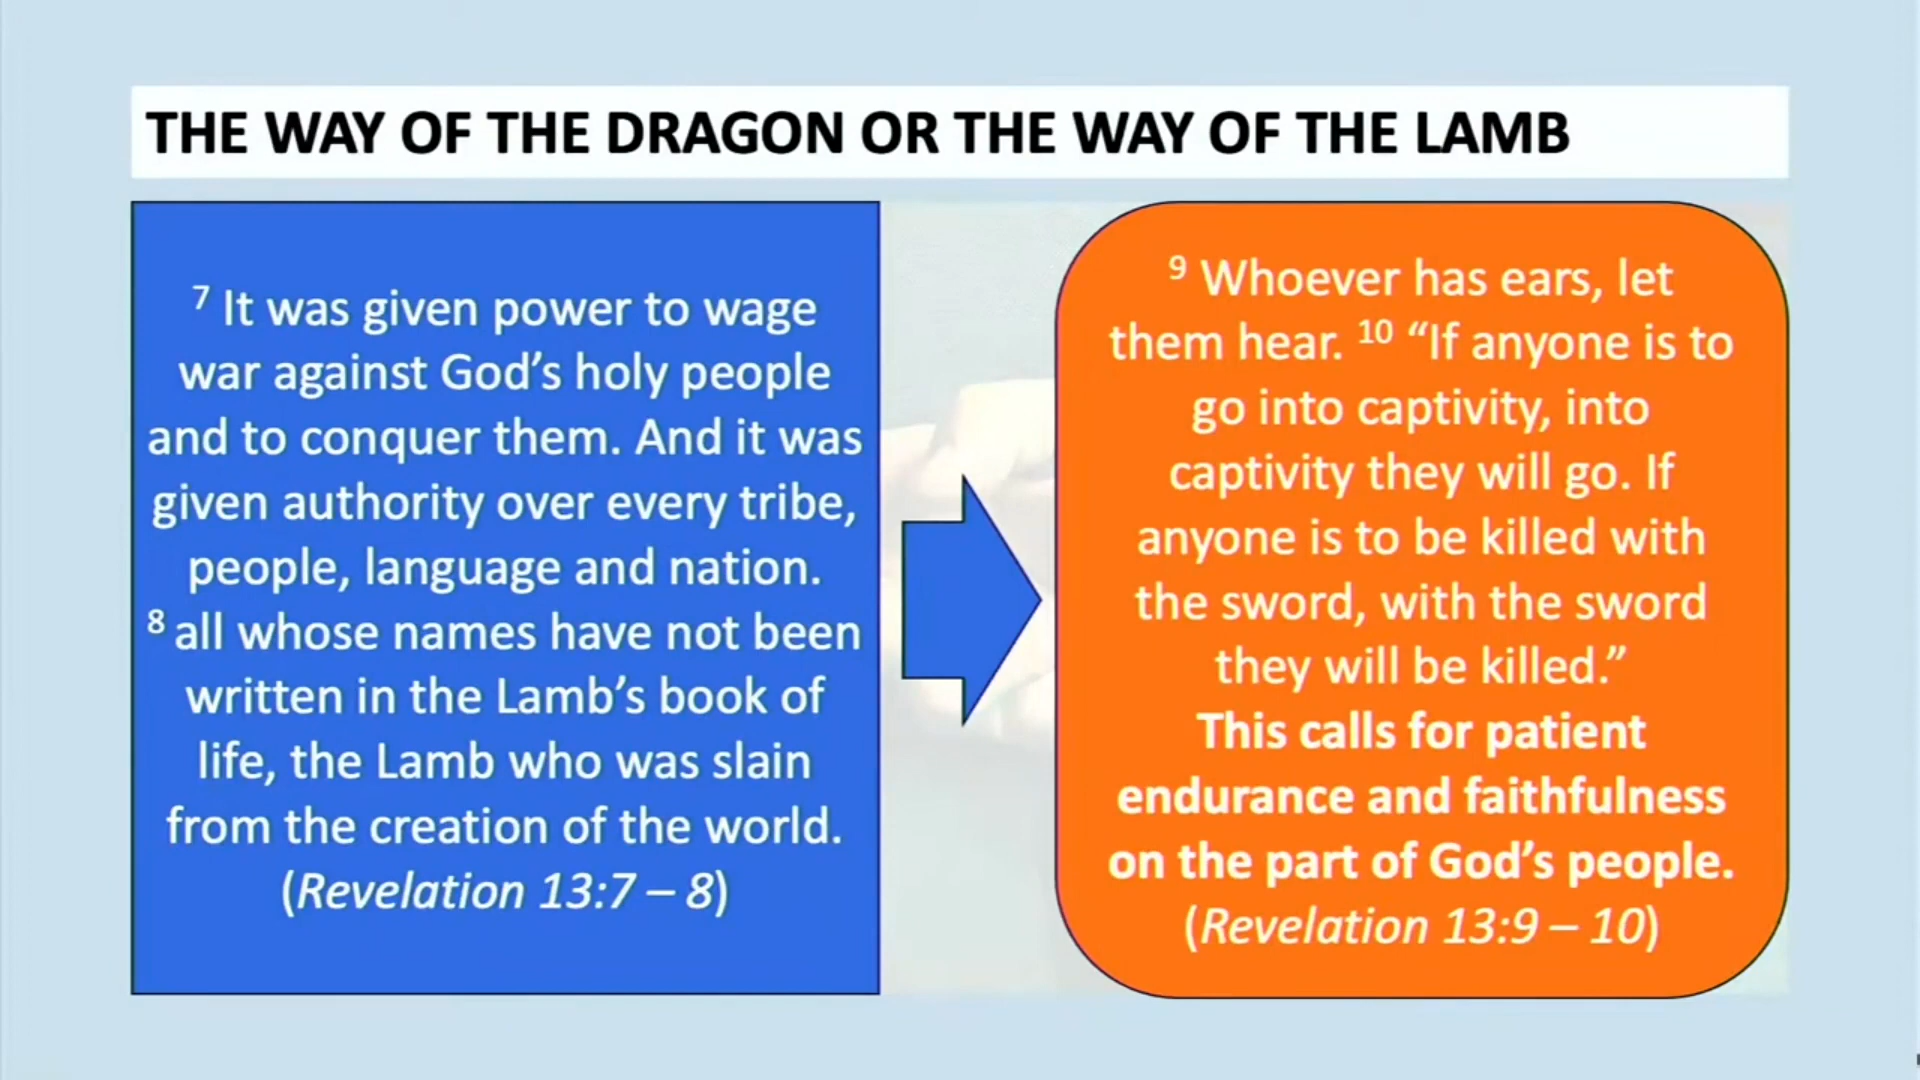 THE WAY OF THE DRAGON OR THE WAY OF THE LAMB
7 It was given power to wage
war against God’s holy people
and to conquer them. And it was
given authority over every tribe,
people, language and nation.
8 all whose names have not been
written in the Lamb’s book of
life, the Lamb who was slain
from the creation of the world.
(Revelation 13:7 – 8)
9 Whoever has ears, let
them hear. 10 “If anyone is to
go into captivity, into
captivity they will go. If
anyone is to be killed with
the sword, with the sword
they will be killed.”
This calls for patient
endurance and faithfulness
on the part of God’s people.
(Revelation 13:9 – 10)